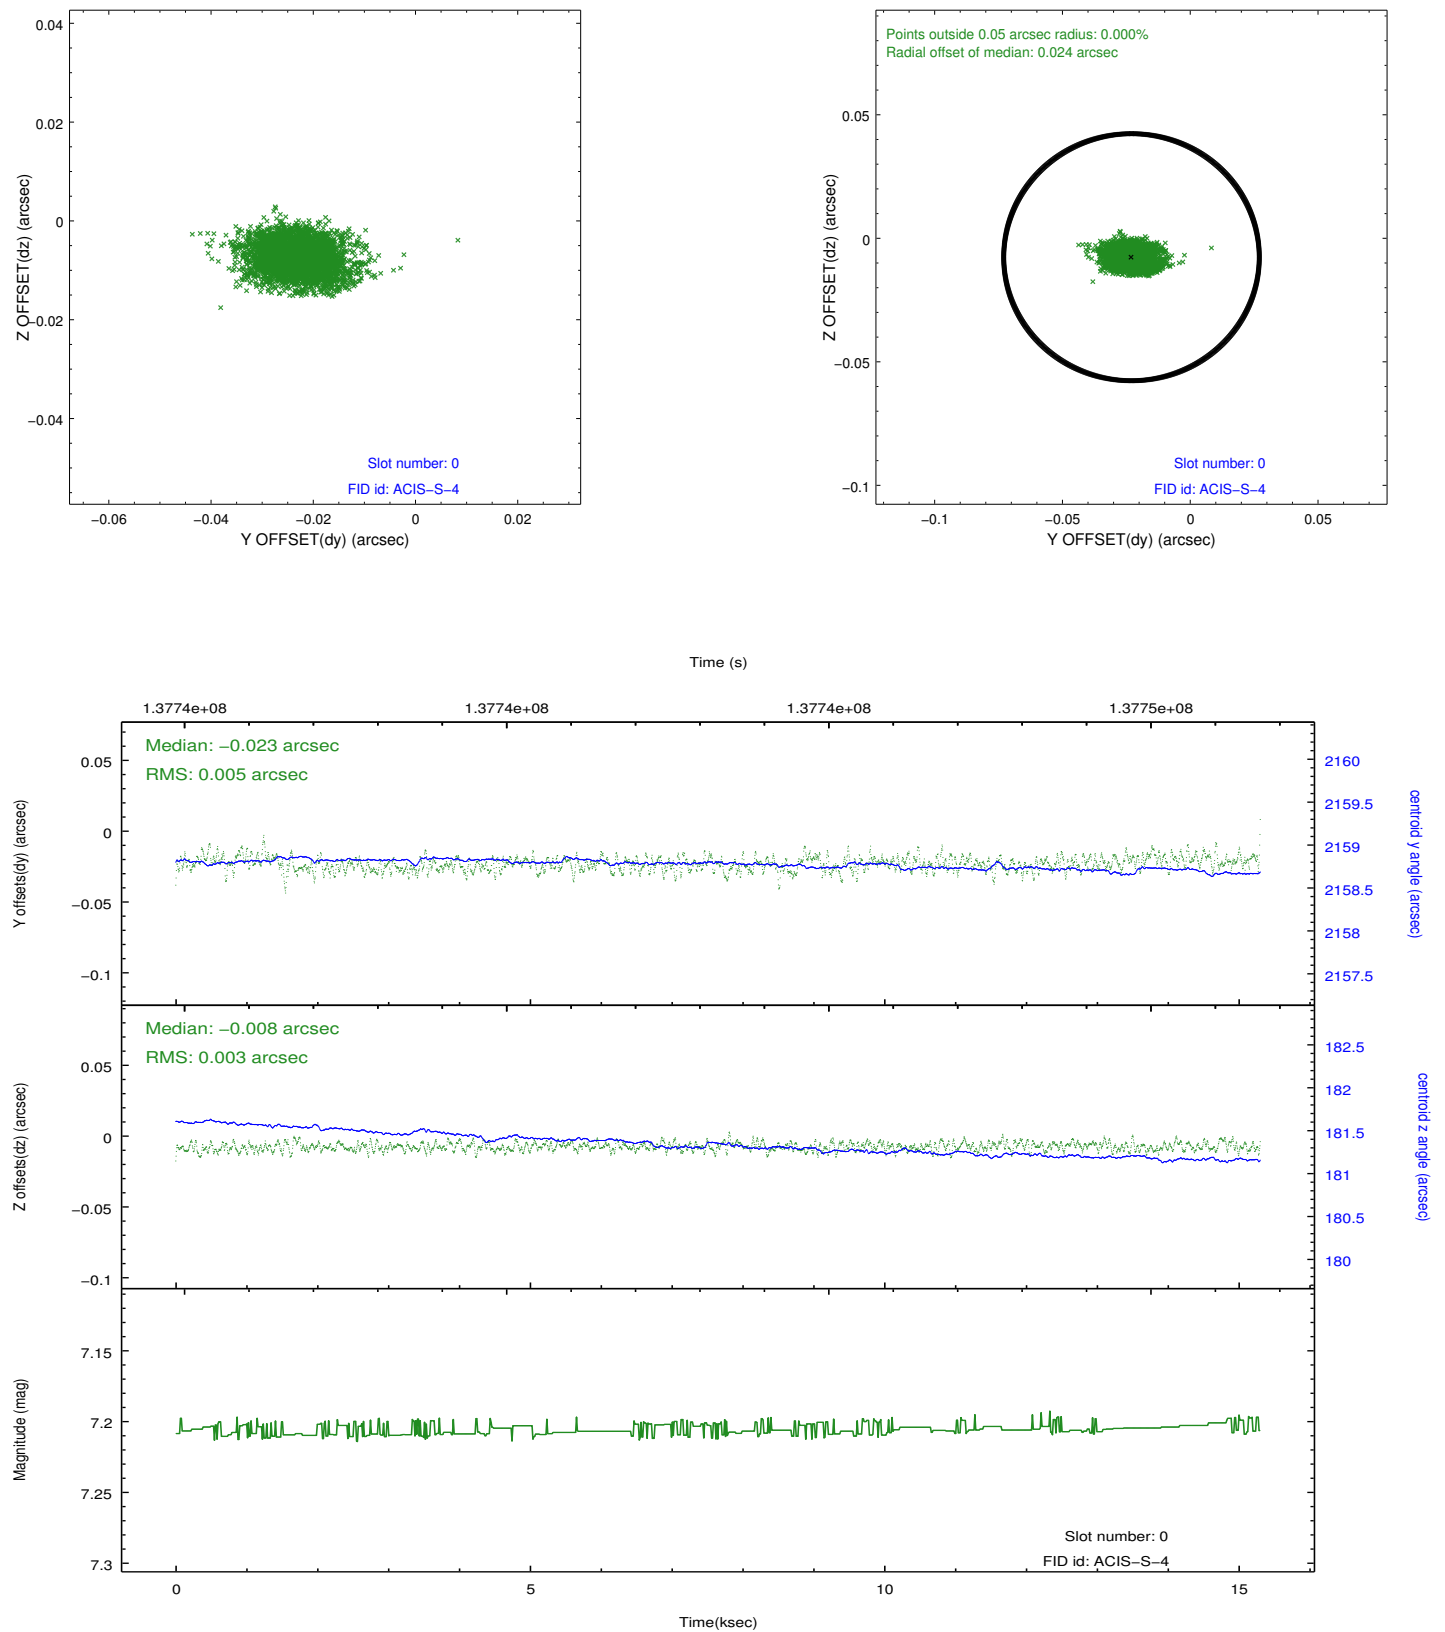 0.04
0.02
0
−0.02
−0.04
Z OFFSET(dz) (arcsec)
−0.06
−0.04
−0.02
0
0.02
Y OFFSET(dy) (arcsec)
Slot number: 0
FID id: ACIS−S−4
Points outside 0.05 arcsec radius: 0.000%
Radial offset of median: 0.024 arcsec
0.05
0
−0.05
−0.1
Z OFFSET(dz) (arcsec)
−0.1
−0.05
0
0.05
Y OFFSET(dy) (arcsec)
Slot number: 0
FID id: ACIS−S−4
Time (s)
1.3774e+08
1.3774e+08
1.3774e+08
1.3775e+08
Median: −0.023 arcsec
RMS: 0.005 arcsec
0.05
0
−0.05
−0.1
Y offsets(dy) (arcsec)
2160
2159.5
2159
2158.5
2158
2157.5
centroid y angle (arcsec)
Median: −0.008 arcsec
RMS: 0.003 arcsec
0.05
0
−0.05
−0.1
Z offsets(dz) (arcsec)
182.5
182
181.5
181
180.5
180
centroid z angle (arcsec)
7.15
7.2
7.25
7.3
Magnitude (mag)
Slot number: 0
FID id: ACIS−S−4
0
5
10
15
Time(ksec)